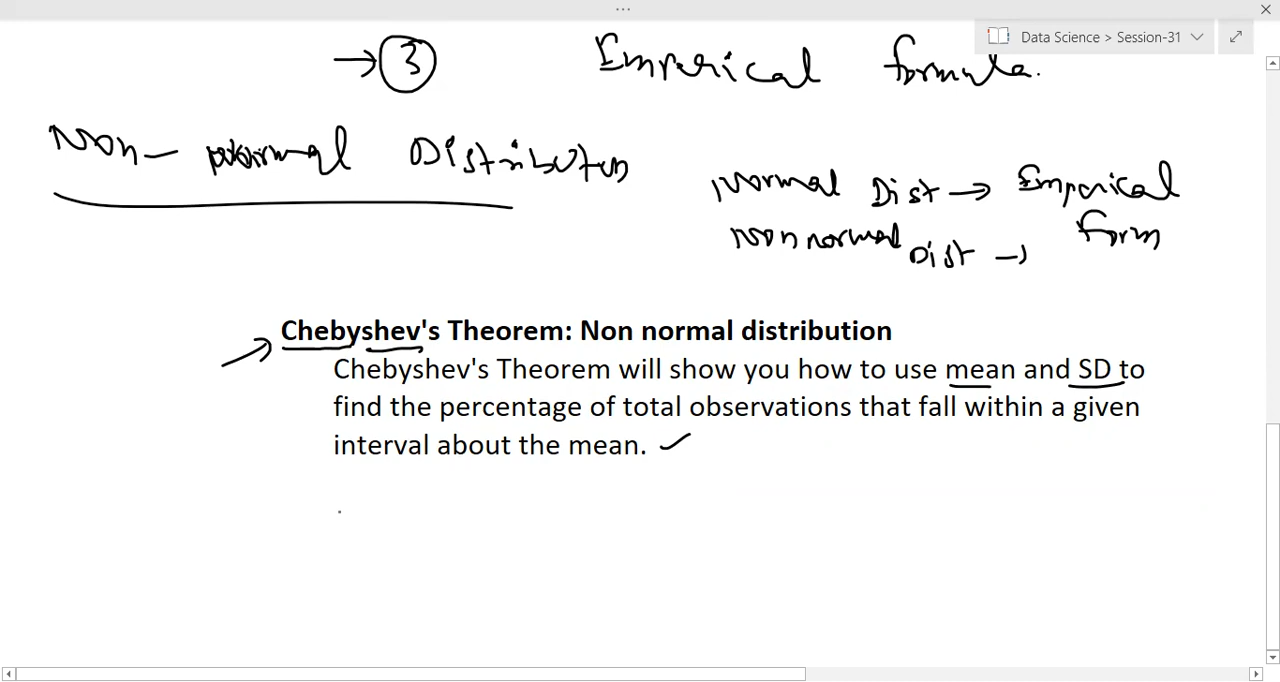 Data Science > Session-31
→ 3 Emperical formula.
Non- normal Distribution
Normal Dist → Emperical form
Non normal Dist →
Chebyshev's Theorem: Non normal distribution
Chebyshev's Theorem will show you how to use mean and SD to
find the percentage of total observations that fall within a given
interval about the mean.